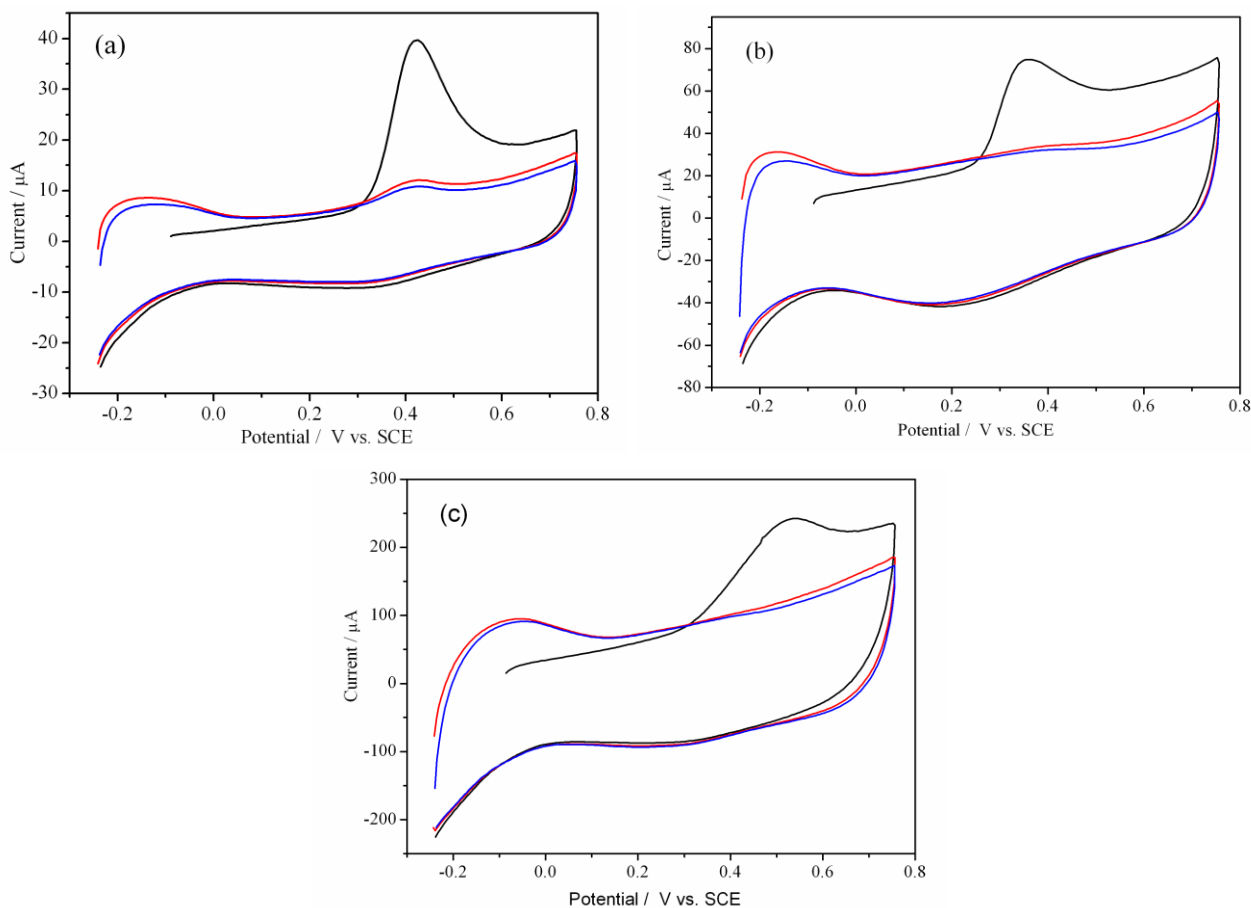 (a)
40
30
20
10
0
-10
-20
-30
Current / µA
-0.2 0.0 0.2 0.4 0.6 0.8
Potential / V vs. SCE
(b)
80
60
40
20
0
-20
-40
-60
-80
Current / µA
-0.2 0.0 0.2 0.4 0.6 0.8
Potential / V vs. SCE
(c)
300
200
100
0
-100
-200
Current / µA
-0.2 0.0 0.2 0.4 0.6 0.8
Potential / V vs. SCE